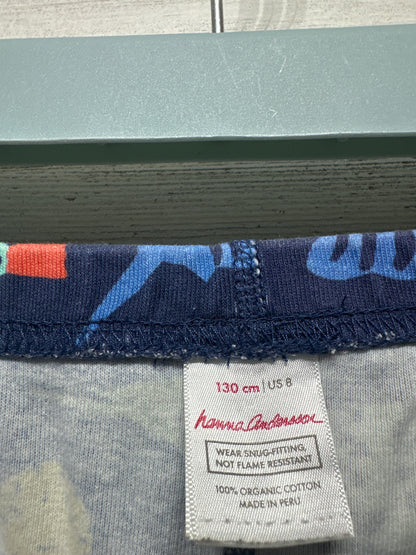 130 cm | US 8
hanna andersson
WEAR SNUG-FITTING,
NOT FLAME RESISTANT
100% ORGANIC COTTON
MADE IN PERU